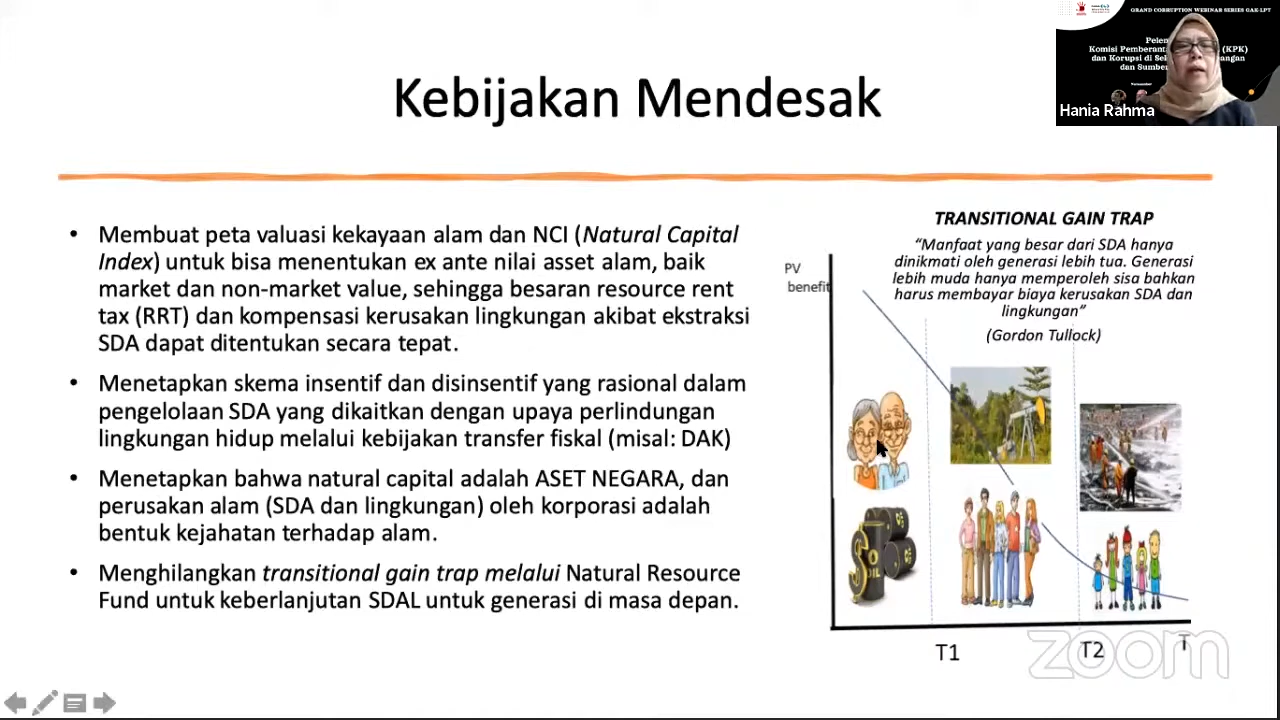 Kebijakan Mendesak
• Membuat peta valuasi kekayaan alam dan NCI (Natural Capital
Index) untuk bisa menentukan ex ante nilai asset alam, baik
market dan non-market value, sehingga besaran resource rent
tax (RRT) dan kompensasi kerusakan lingkungan akibat ekstraksi
SDA dapat ditentukan secara tepat.
• Menetapkan skema insentif dan disinsentif yang rasional dalam
pengelolaan SDA yang dikaitkan dengan upaya perlindungan
lingkungan hidup melalui kebijakan transfer fiskal (misal: DAK)
• Menetapkan bahwa natural capital adalah ASET NEGARA, dan
perusakan alam (SDA dan lingkungan) oleh korporasi adalah
bentuk kejahatan terhadap alam.
• Menghilangkan transitional gain trap melalui Natural Resource
Fund untuk keberlanjutan SDAL untuk generasi di masa depan.
TRANSITIONAL GAIN TRAP
“Manfaat yang besar dari SDA hanya
dinikmati oleh generasi lebih tua. Generasi
lebih muda hanya memperoleh sisa bahkan
harus membayar biaya kerusakan SDA dan
lingkungan”
(Gordon Tullock)
PV
benefit
OIL
T1
T2
T
zoom
GRAND CORRUPTION WEBINAR SERIES GAK-LPT
Komisi Pemberant (KPK)
dan Korupsi di
dan Sumber
Hania Rahma